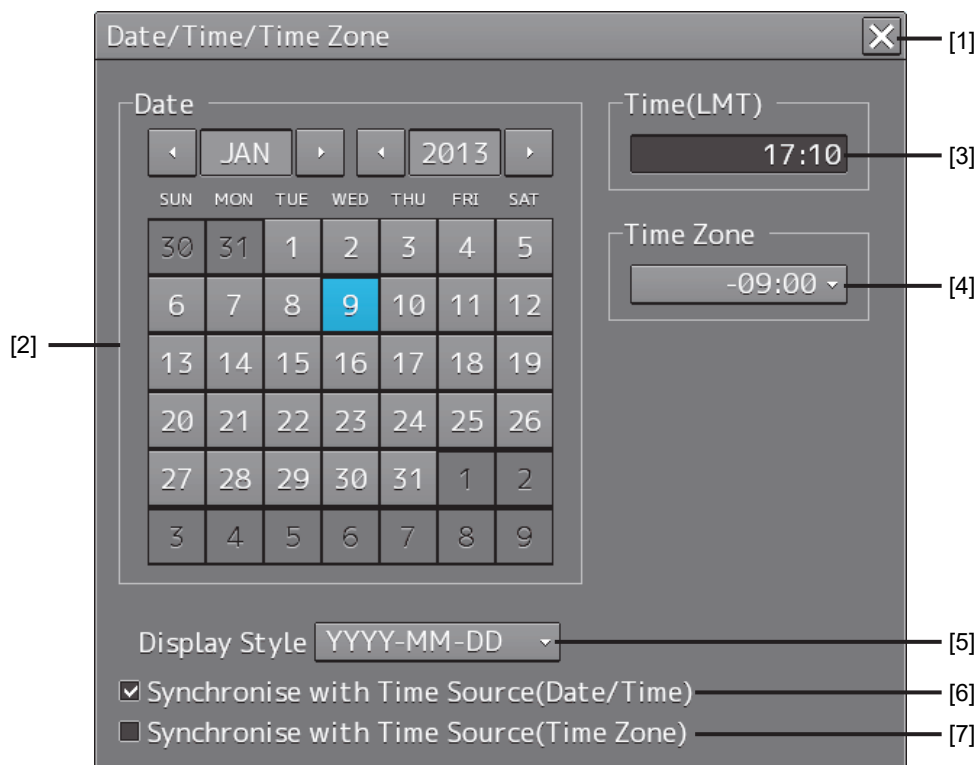 Date/Time/Time Zone
[1]
Date
Time(LMT)
JAN 2013
17:10
[3]
SUN MON TUE WED THU FRI SAT
30 31 1 2 3 4 5
Time Zone
-09:00
[4]
6 7 8 9 10 11 12
[2]
13 14 15 16 17 18 19
20 21 22 23 24 25 26
27 28 29 30 31 1 2
3 4 5 6 7 8 9
Display Style YYYY-MM-DD
[5]
Synchronise with Time Source(Date/Time)
[6]
Synchronise with Time Source(Time Zone)
[7]